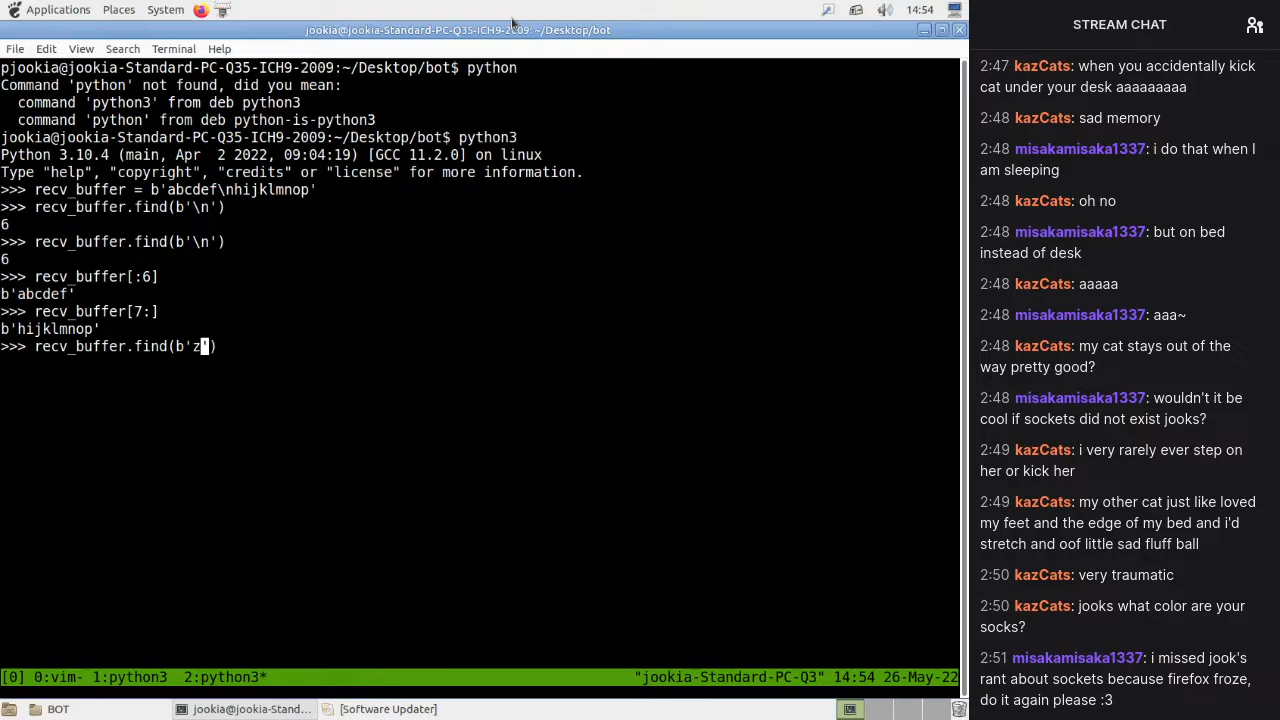 Applications Places System 14:54
jookia@jookia-Standard-PC-Q35-ICH9-2009: ~/Desktop/bot
File Edit View Search Terminal Help
pjookia@jookia-Standard-PC-Q35-ICH9-2009:~/Desktop/bot$ python
Command 'python' not found, did you mean:
  command 'python3' from deb python3
  command 'python' from deb python-is-python3
jookia@jookia-Standard-PC-Q35-ICH9-2009:~/Desktop/bot$ python3
Python 3.10.4 (main, Apr  2 2022, 09:04:19) [GCC 11.2.0] on linux
Type "help", "copyright", "credits" or "license" for more information.
>>> recv_buffer = b'abcdef\nhijklmnop'
>>> recv_buffer.find(b'\n')
6
>>> recv_buffer.find(b'\n')
6
>>> recv_buffer[:6]
b'abcdef'
>>> recv_buffer[7:]
b'hijklmnop'
>>> recv_buffer.find(b'z')
[0] 0:vim- 1:python3  2:python3* "jookia-Standard-PC-Q3" 14:54 26-May-22
BOT jookia@jookia-Stand... [Software Updater]
STREAM CHAT
2:47 kazCats: when you accidentally kick
cat under your desk aaaaaaaaa
2:48 kazCats: sad memory
2:48 misakamisaka1337: i do that when I
am sleeping
2:48 kazCats: oh no
2:48 misakamisaka1337: but on bed
instead of desk
2:48 kazCats: aaaaa
2:48 misakamisaka1337: aaa~
2:48 kazCats: my cat stays out of the
way pretty good?
2:48 misakamisaka1337: wouldn't it be
cool if sockets did not exist jooks?
2:49 kazCats: i very rarely ever step on
her or kick her
2:49 kazCats: my other cat just like loved
my feet and the edge of my bed and i'd
stretch and oof little sad fluff ball
2:50 kazCats: very traumatic
2:50 kazCats: jooks what color are your
socks?
2:51 misakamisaka1337: i missed jook's
rant about sockets because firefox froze,
do it again please :3